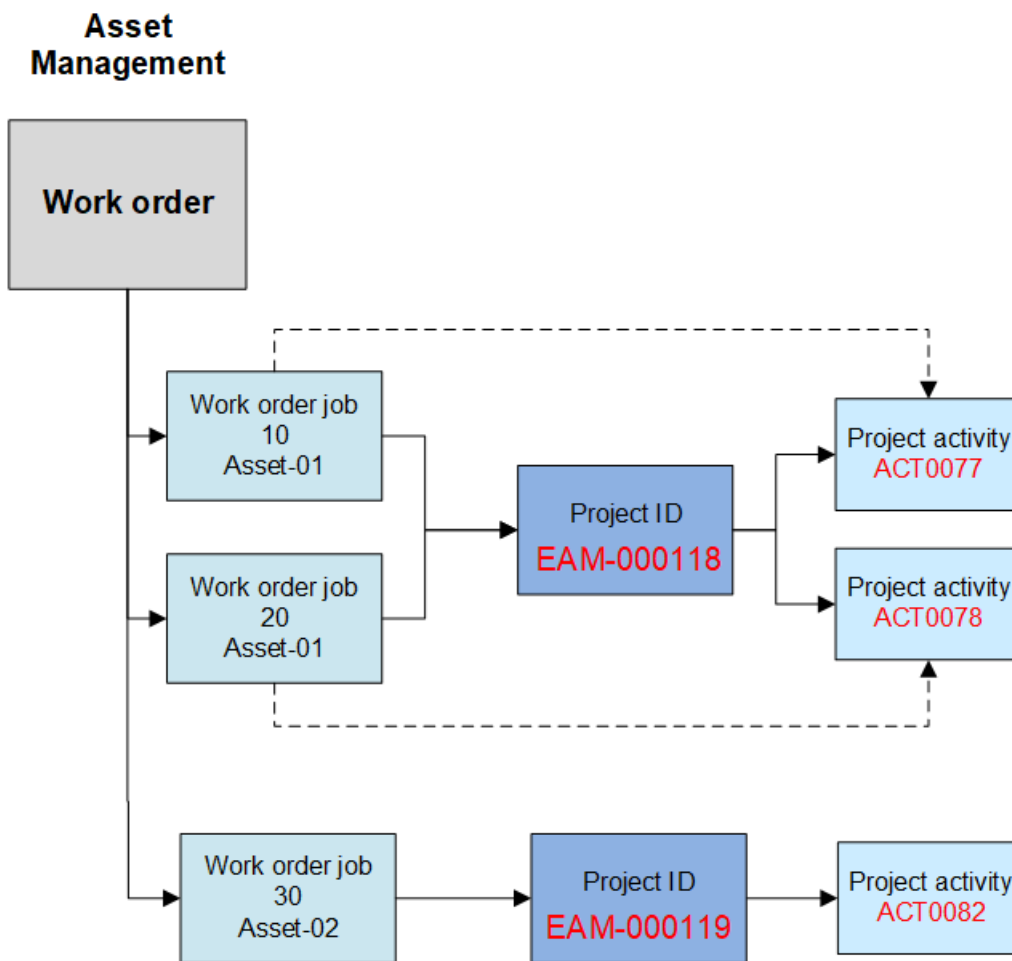 Asset
Management
Work order
Work order job
10
Asset-01
Work order job
20
Asset-01
Project ID
EAM-000118
Project activity
ACT0077
Project activity
ACT0078
Work order job
30
Asset-02
Project ID
EAM-000119
Project activity
ACT0082